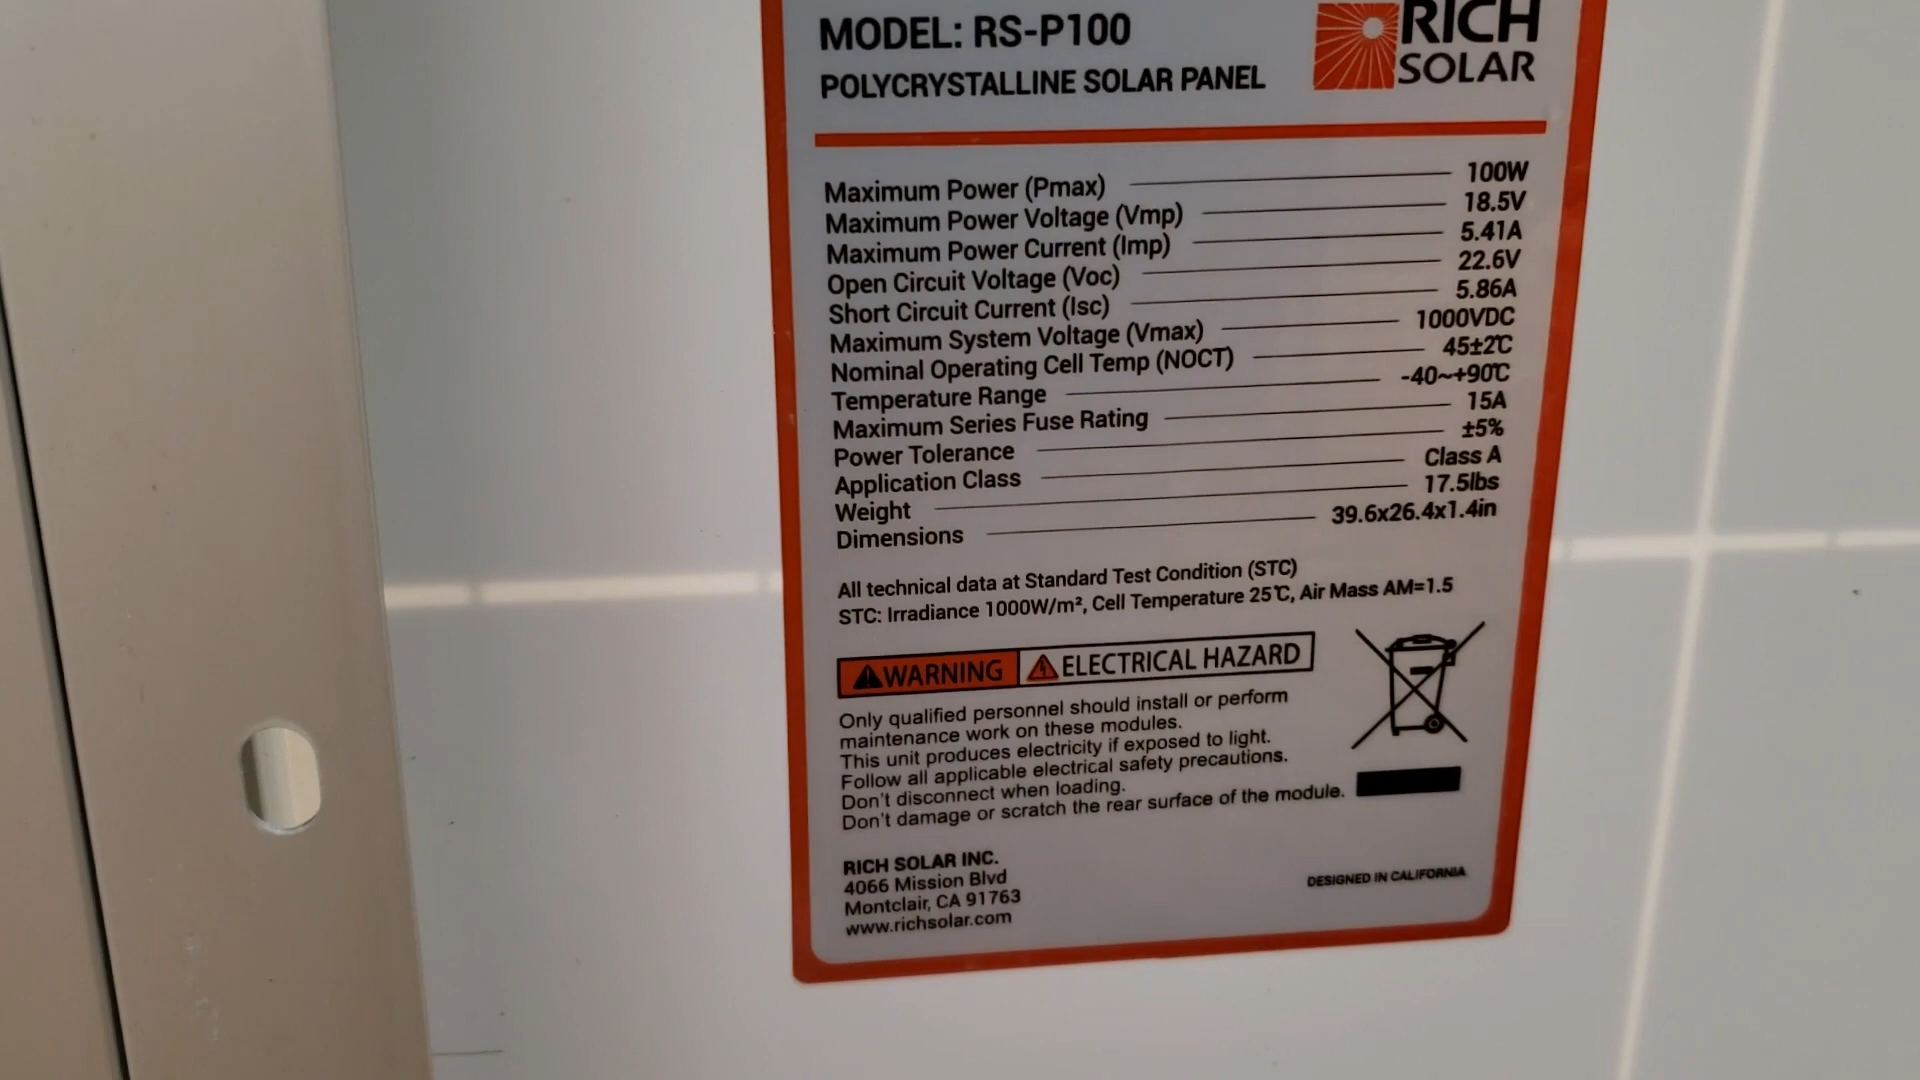 MODEL: RS-P100
RICH
SOLAR
POLYCRYSTALLINE SOLAR PANEL
Maximum Power (Pmax) 100W
Maximum Power Voltage (Vmp) 18.5V
Maximum Power Current (Imp) 5.41A
Open Circuit Voltage (Voc) 22.6V
Short Circuit Current (Isc) 5.86A
Maximum System Voltage (Vmax) 1000VDC
Nominal Operating Cell Temp (NOCT) 45±2℃
Temperature Range -40~+90℃
Maximum Series Fuse Rating 15A
Power Tolerance ±5%
Application Class Class A
Weight 17.5lbs
Dimensions 39.6x26.4x1.4in
All technical data at Standard Test Condition (STC)
STC: Irradiance 1000W/m², Cell Temperature 25℃, Air Mass AM=1.5
WARNING ELECTRICAL HAZARD
Only qualified personnel should install or perform
maintenance work on these modules.
This unit produces electricity if exposed to light.
Follow all applicable electrical safety precautions.
Don't disconnect when loading.
Don't damage or scratch the rear surface of the module.
RICH SOLAR INC.
4066 Mission Blvd
Montclair, CA 91763
www.richsolar.com
DESIGNED IN CALIFORNIA